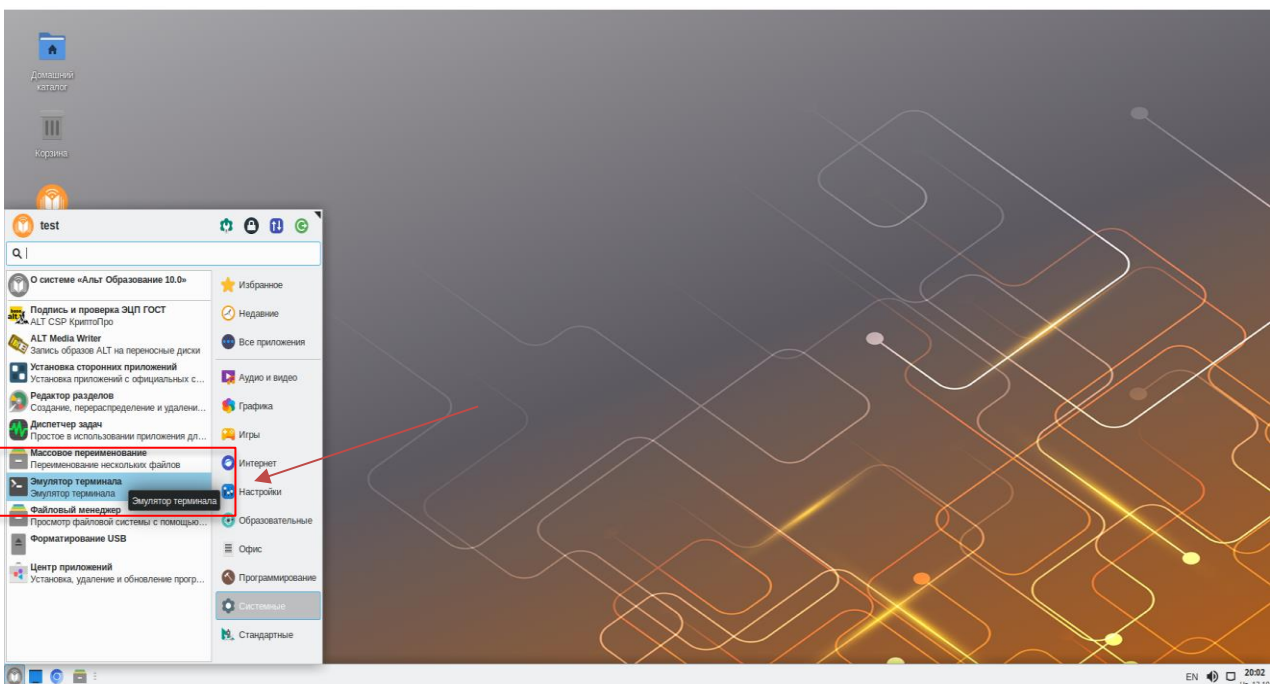 Домашний
каталог
Корзина
test
О системе «Альт Образование 10.0»
Подпись и проверка ЭЦП ГОСТ
ALT CSP КриптоПро
ALT Media Writer
Запись образов ALT на переносные диски
Установка сторонних приложений
Установка приложений с официальных с...
Редактор разделов
Создание, перераспределение и удалени...
Диспетчер задач
Простое в использовании приложения дл...
Массовое переименование
Переименование нескольких файлов
Эмулятор терминала
Эмулятор терминала
Эмулятор терминала
Файловый менеджер
Просмотр файловой системы с помощью...
Форматирование USB
Центр приложений
Установка, удаление и обновление прогр...
Избранное
Недавние
Все приложения
Аудио и видео
Графика
Игры
Интернет
Настройки
Образовательные
Офис
Программирование
Системные
Стандартные
EN
20:02